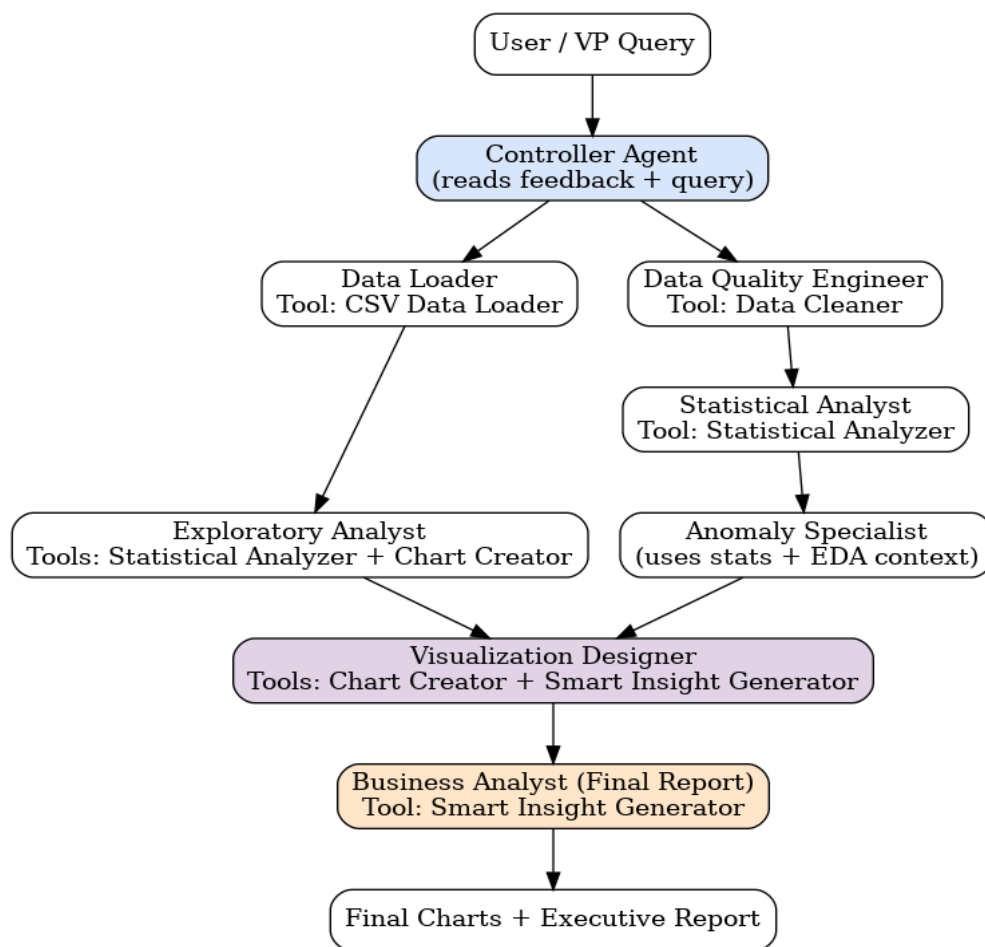 User / VP Query
Controller Agent
(reads feedback + query)
Data Loader
Tool: CSV Data Loader
Data Quality Engineer
Tool: Data Cleaner
Statistical Analyst
Tool: Statistical Analyzer
Exploratory Analyst
Tools: Statistical Analyzer + Chart Creator
Anomaly Specialist
(uses stats + EDA context)
Visualization Designer
Tools: Chart Creator + Smart Insight Generator
Business Analyst (Final Report)
Tool: Smart Insight Generator
Final Charts + Executive Report